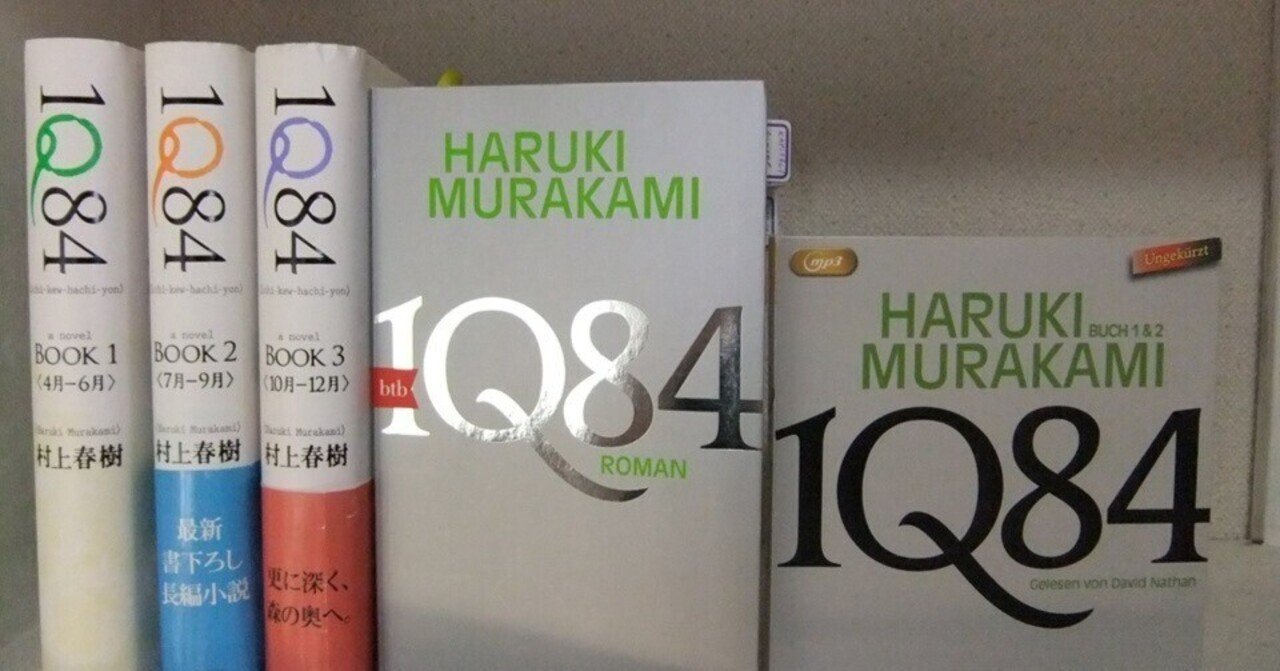 1Q84
(ichi-kew-hachi-yon)
a novel
BOOK 1
〈4月-6月〉
(Haruki Murakami)
村上春樹
1Q84
(ichi-kew-hachi-yon)
a novel
BOOK 2
〈7月-9月〉
(Haruki Murakami)
村上春樹
最新
書下ろし
長編小説
1Q84
(ichi-kew-hachi-yon)
a novel
BOOK 3
〈10月-12月〉
(Haruki Murakami)
村上春樹
更に深く、
森の奥へ。
HARUKI
MURAKAMI
1Q84
btb
ROMAN
mp3
Ungekürzt
HARUKI
BUCH 1 & 2
MURAKAMI
1Q84
Gelesen von David Nathan